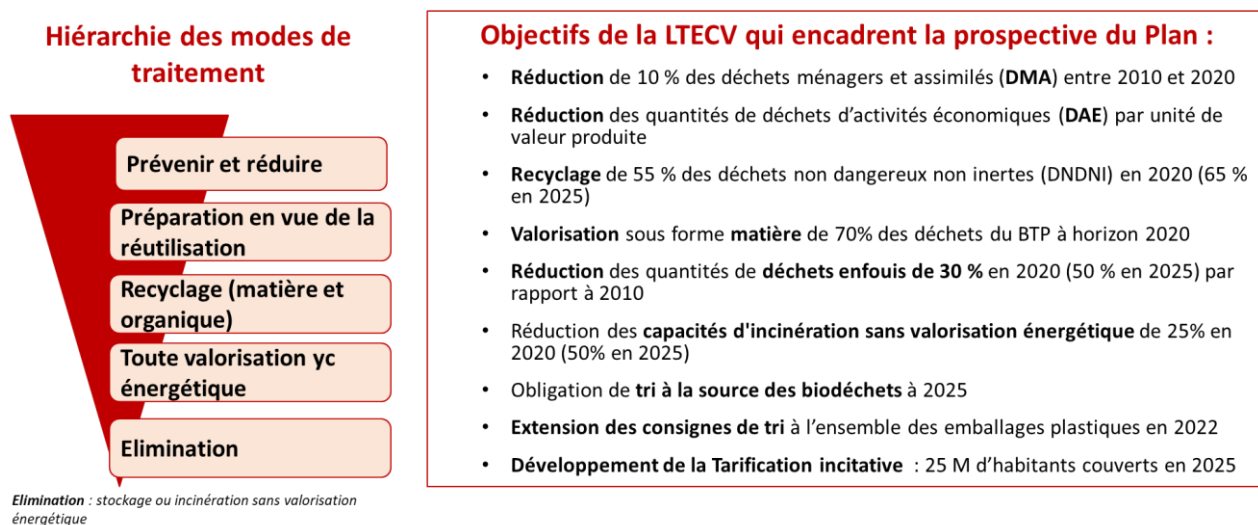 Hiérarchie des modes de
traitement
Prévenir et réduire
Préparation en vue de la
réutilisation
Recyclage (matière et
organique)
Toute valorisation yc
énergétique
Elimination
Elimination : stockage ou incinération sans valorisation
énergétique
Objectifs de la LTECV qui encadrent la prospective du Plan :
• Réduction de 10 % des déchets ménagers et assimilés (DMA) entre 2010 et 2020
• Réduction des quantités de déchets d’activités économiques (DAE) par unité de
valeur produite
• Recyclage de 55 % des déchets non dangereux non inertes (DNDNI) en 2020 (65 %
en 2025)
• Valorisation sous forme matière de 70% des déchets du BTP à horizon 2020
• Réduction des quantités de déchets enfouis de 30 % en 2020 (50 % en 2025) par
rapport à 2010
• Réduction des capacités d'incinération sans valorisation énergétique de 25% en
2020 (50% en 2025)
• Obligation de tri à la source des biodéchets à 2025
• Extension des consignes de tri à l’ensemble des emballages plastiques en 2022
• Développement de la Tarification incitative : 25 M d’habitants couverts en 2025